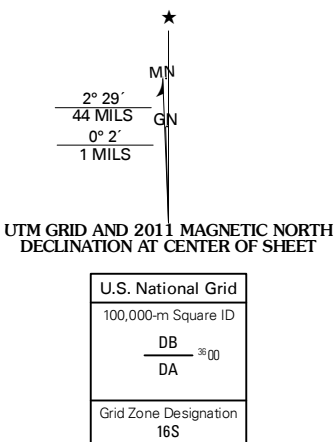 MN
2° 29´
44 MILS
GN
0° 2´
1 MILS
UTM GRID AND 2011 MAGNETIC NORTH
DECLINATION AT CENTER OF SHEET
U.S. National Grid
100,000-m Square ID
DB
3600
DA
Grid Zone Designation
16S